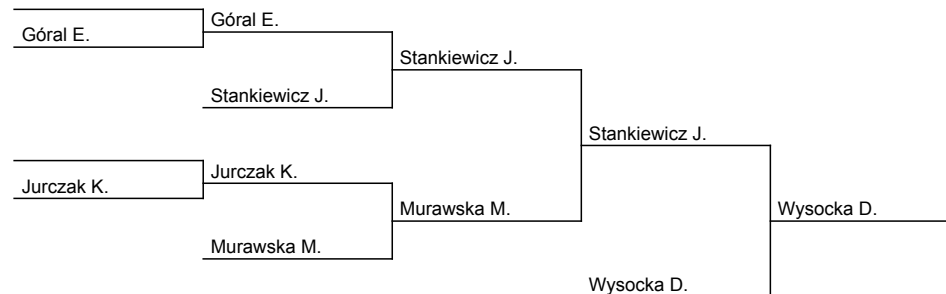 Góral E.
Góral E.
Stankiewicz J.
Stankiewicz J.
Stankiewicz J.
Jurczak K.
Jurczak K.
Murawska M.
Wysocka D.
Murawska M.
Wysocka D.